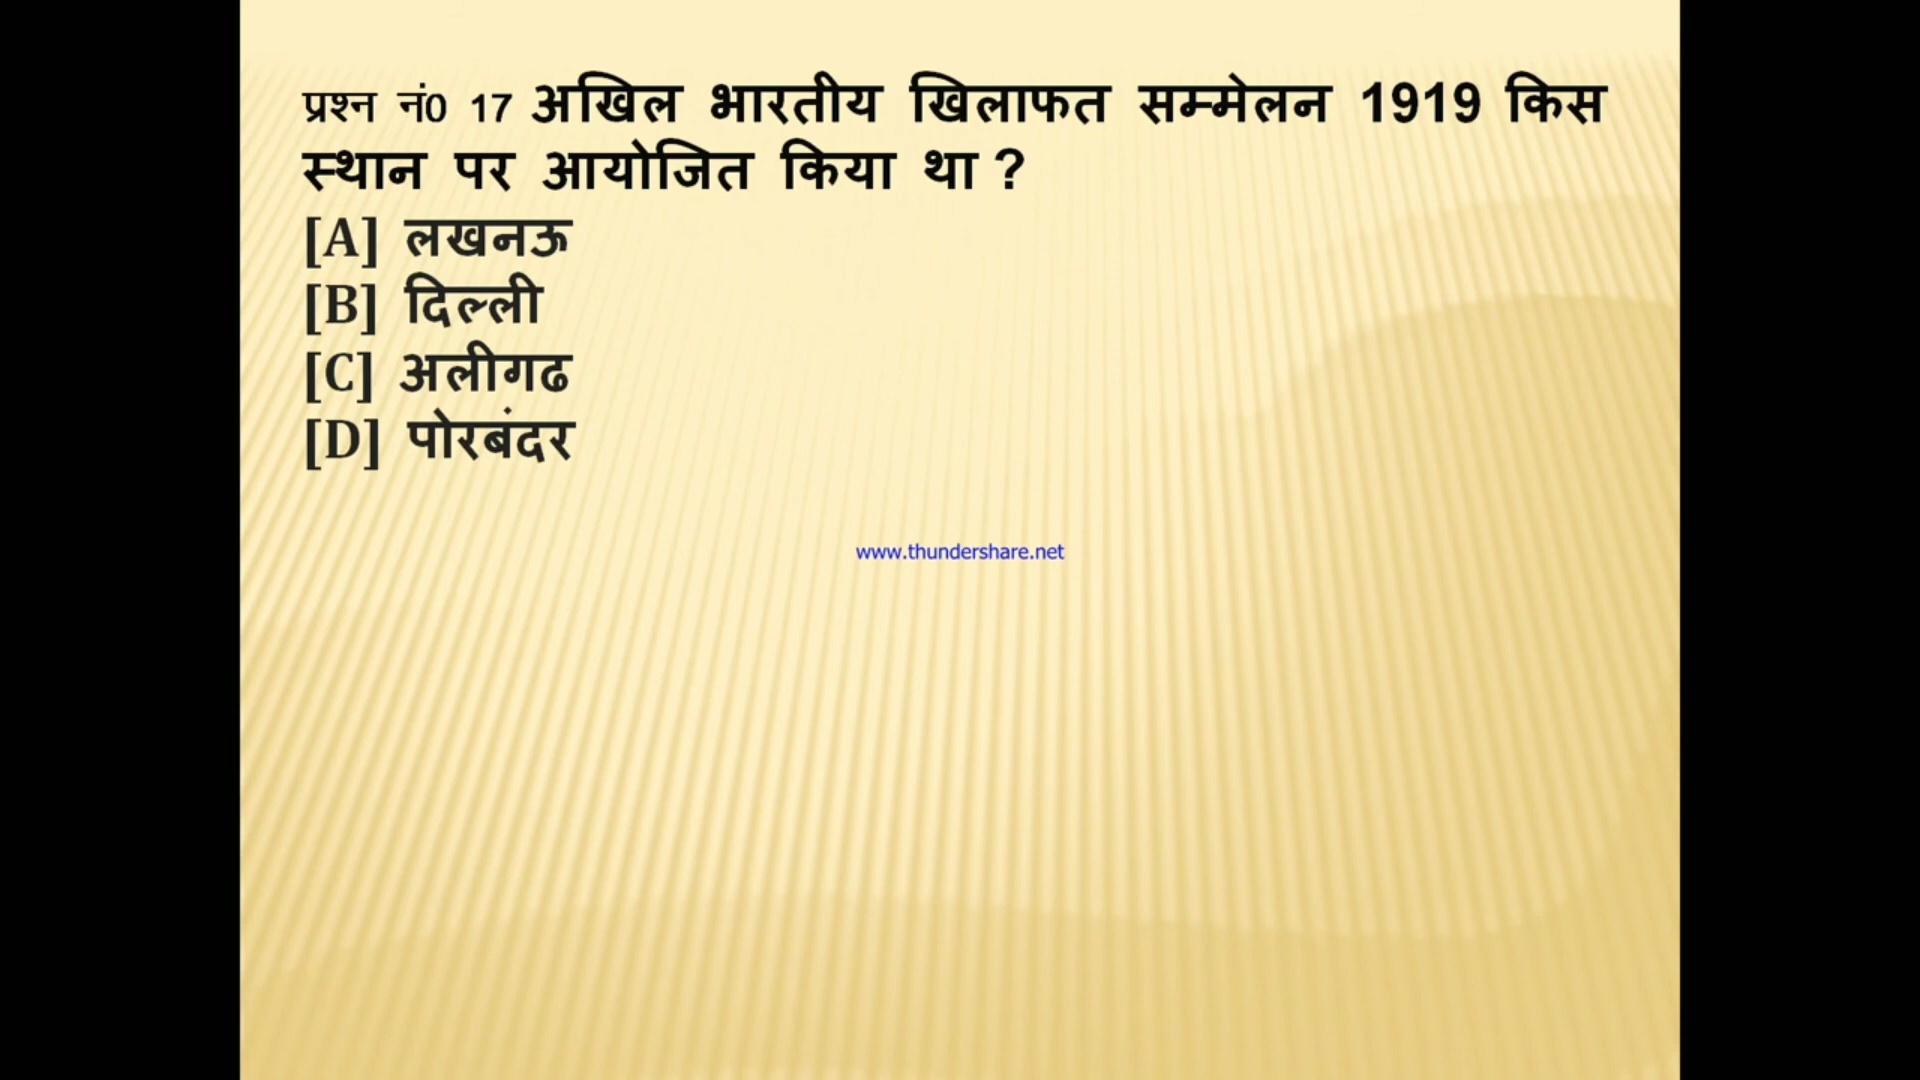 प्रश्न नं0 17 अखिल भारतीय खिलाफत सम्मेलन 1919 किस
स्थान पर आयोजित किया था ?
[A] लखनऊ
[B] दिल्ली
[C] अलीगढ
[D] पोरबंदर
www.thundershare.net